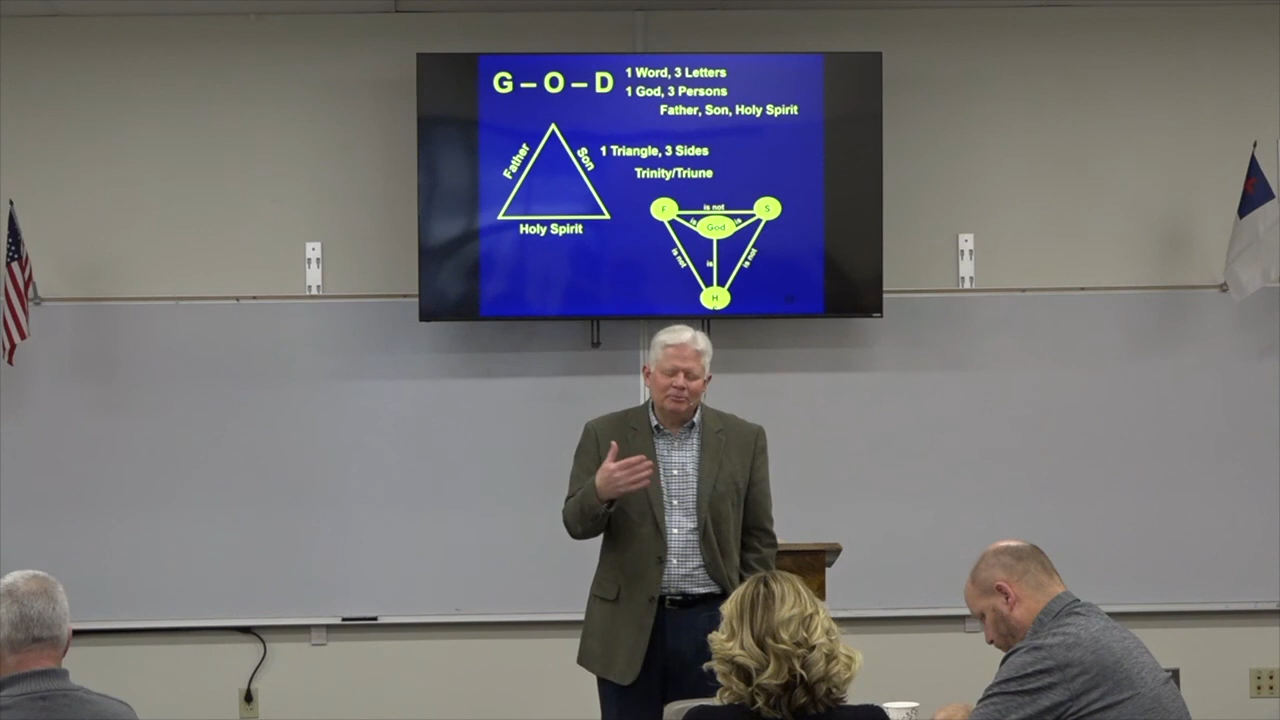 G – O – D
1 Word, 3 Letters
1 God, 3 Persons
Father, Son, Holy Spirit
Father
Son
1 Triangle, 3 Sides
Trinity/Triune
Holy Spirit
F
is not
S
is
God
is
is not
is
is not
H